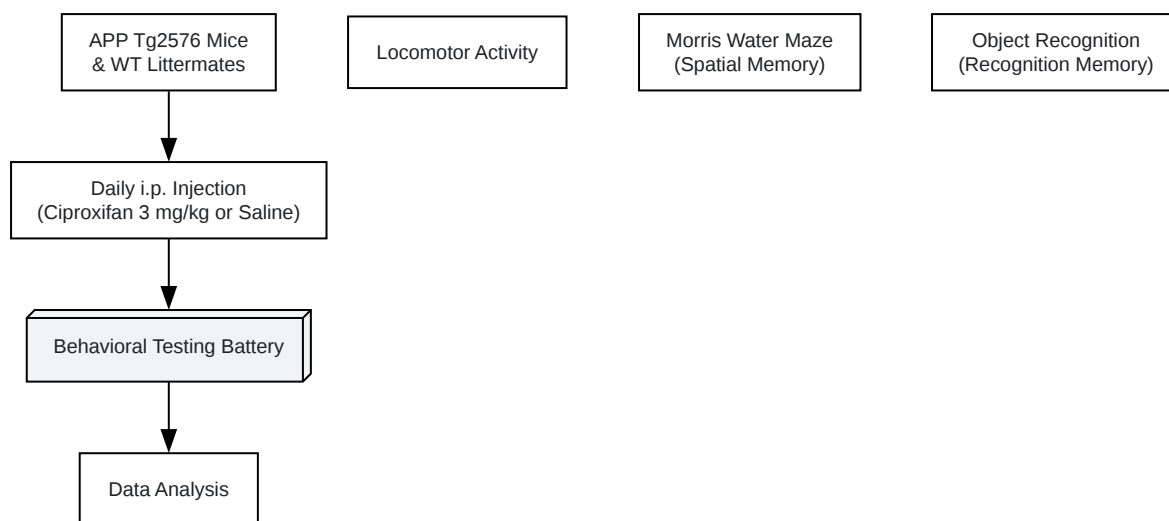 APP Tg2576 Mice
& WT Littermates
Locomotor Activity
Morris Water Maze
(Spatial Memory)
Object Recognition
(Recognition Memory)
Daily i.p. Injection
(Ciproxifan 3 mg/kg or Saline)
Behavioral Testing Battery
Data Analysis